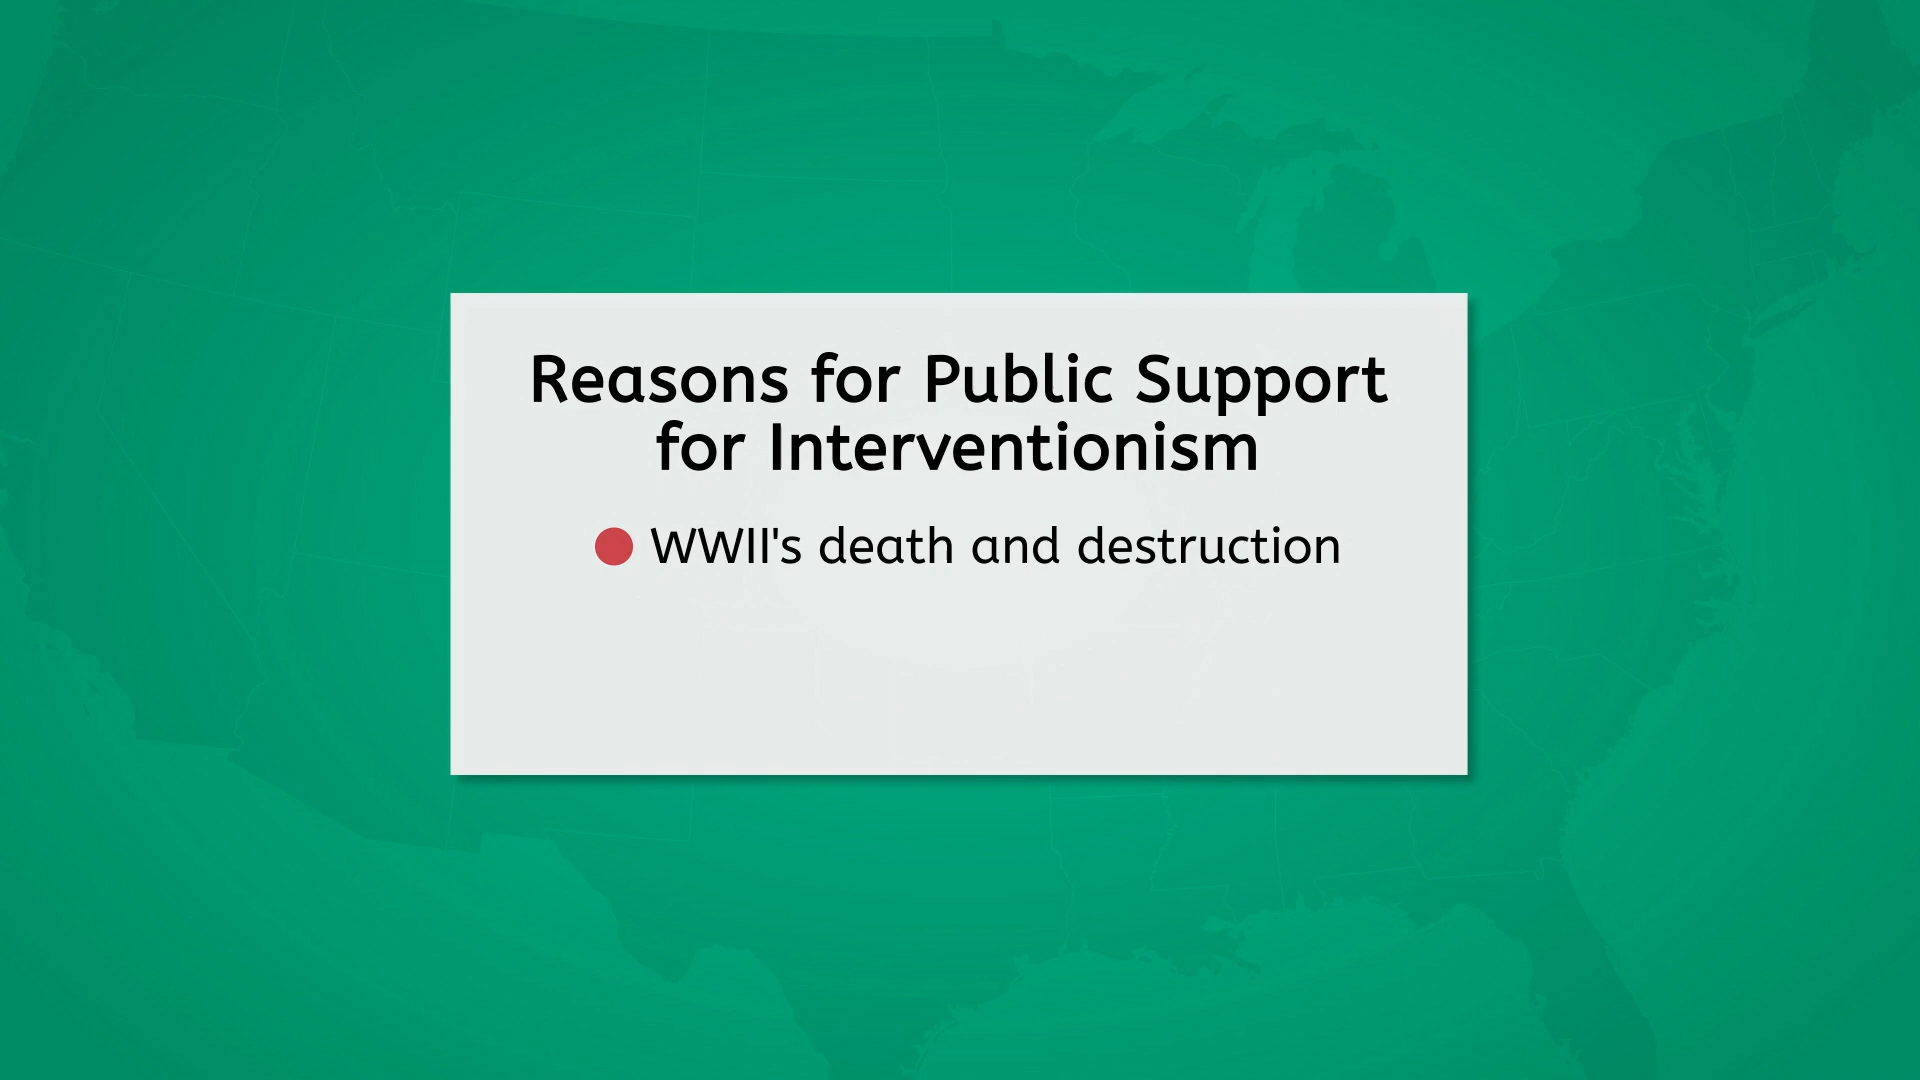 Reasons for Public Support
for Interventionism
WWII's death and destruction